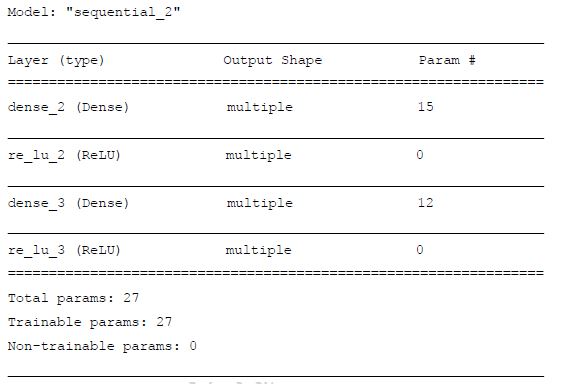 Model: "sequential_2"
Layer (type) Output Shape Param #
dense_2 (Dense) multiple 15
re_lu_2 (ReLU) multiple 0
dense_3 (Dense) multiple 12
re_lu_3 (ReLU) multiple 0
Total params: 27
Trainable params: 27
Non-trainable params: 0